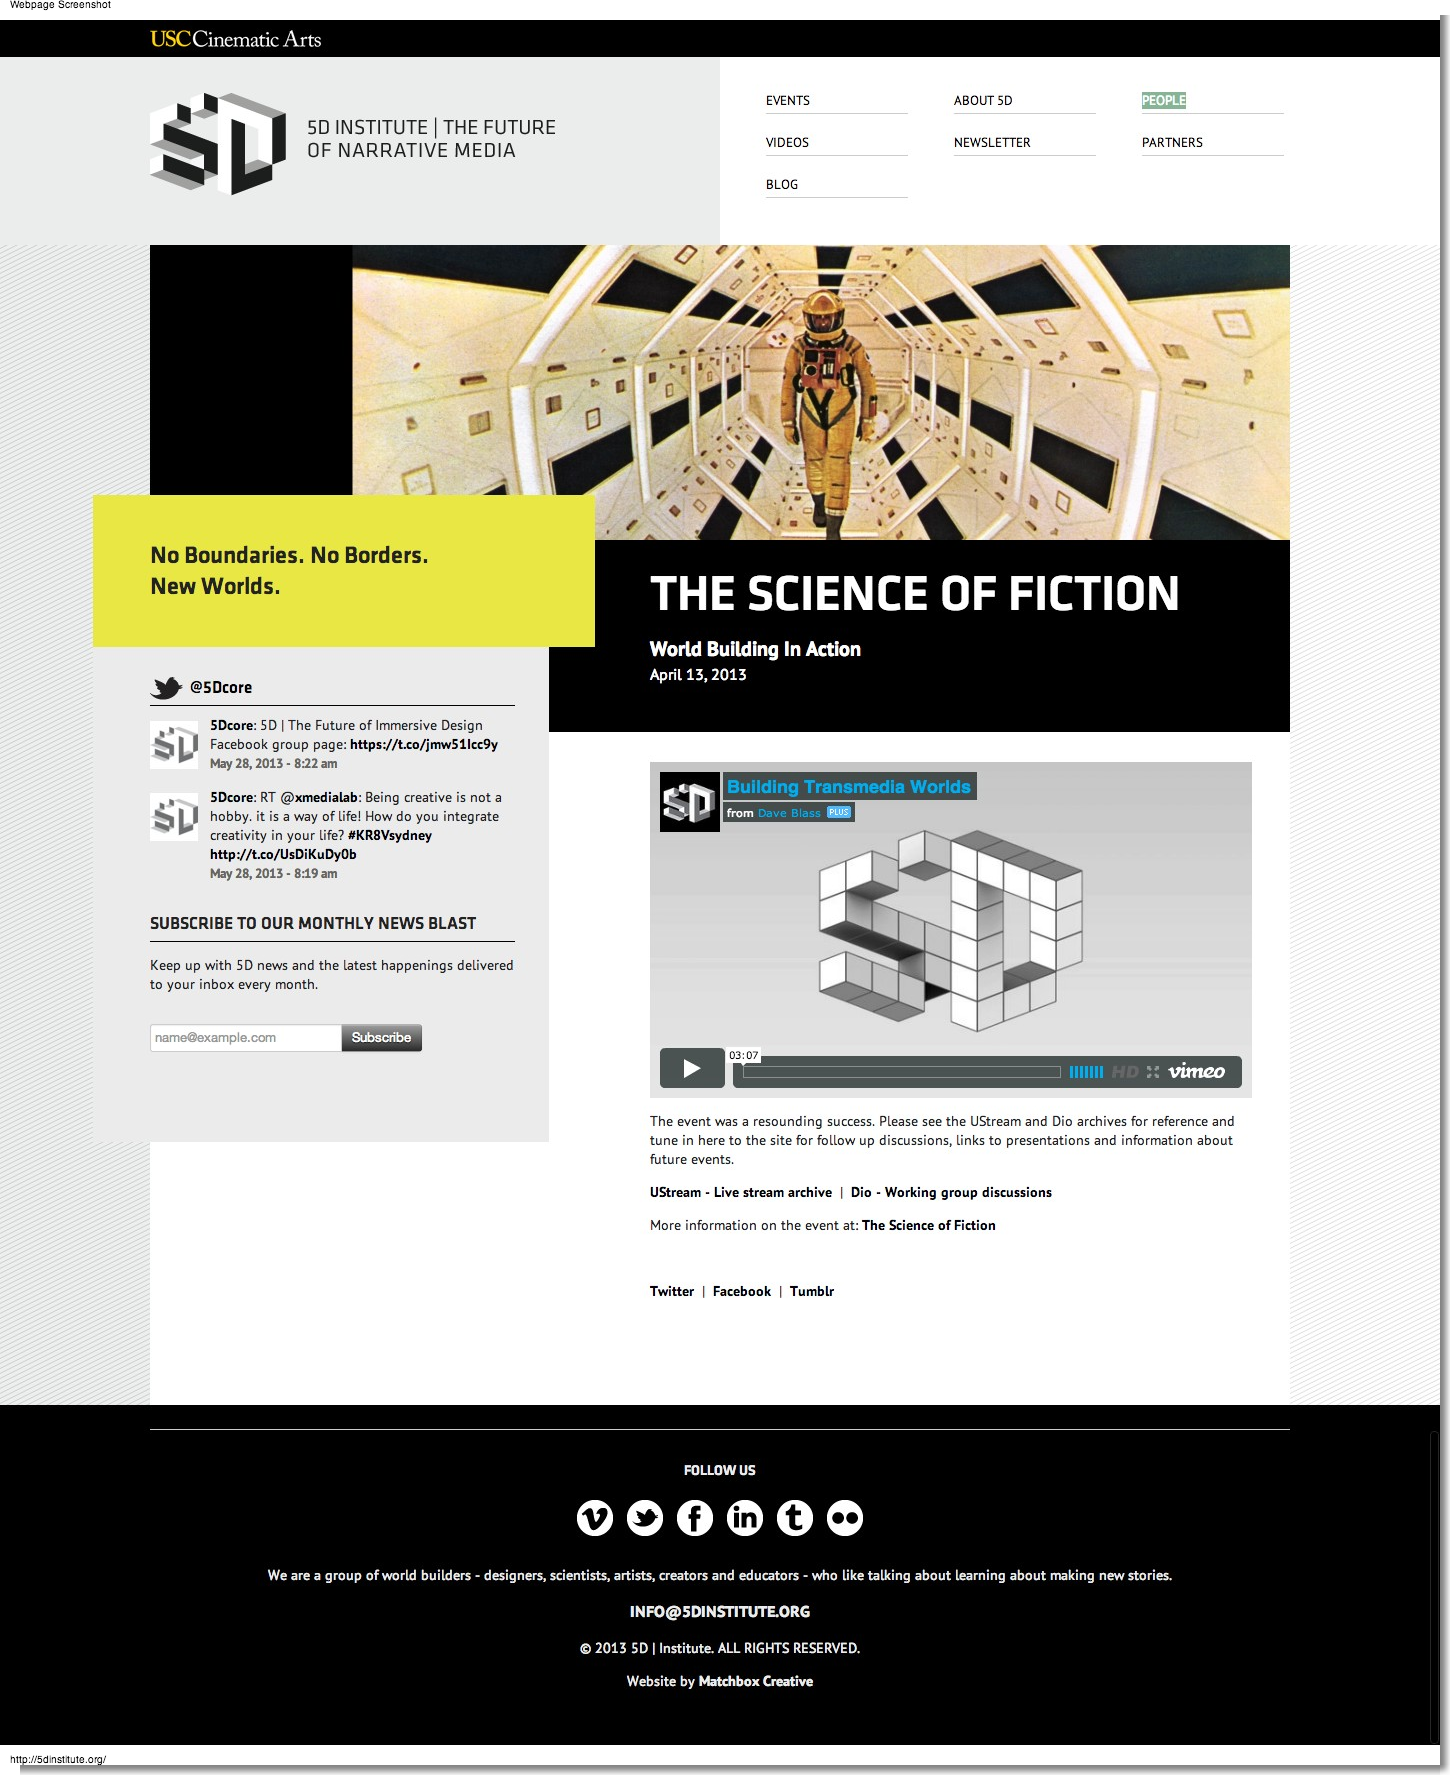 Webpage Screenshot
USC Cinematic Arts
5D
5D INSTITUTE | THE FUTURE
OF NARRATIVE MEDIA
EVENTS
ABOUT 5D
PEOPLE
VIDEOS
NEWSLETTER
PARTNERS
BLOG
No Boundaries. No Borders.
New Worlds.
THE SCIENCE OF FICTION
World Building In Action
April 13, 2013
@5Dcore
5Dcore: 5D | The Future of Immersive Design
Facebook group page: https://t.co/jmw51Icc9y
May 28, 2013 - 8:22 am
5Dcore: RT @xmedialab: Being creative is not a
hobby. it is a way of life! How do you integrate
creativity in your life? #KR8Vsydney
http://t.co/UsDiKuDy0b
May 28, 2013 - 8:19 am
SUBSCRIBE TO OUR MONTHLY NEWS BLAST
Keep up with 5D news and the latest happenings delivered
to your inbox every month.
name@example.com
Subscribe
5D
Building Transmedia Worlds
from Dave Blass PLUS
5D
03:07
HD
vimeo
The event was a resounding success. Please see the UStream and Dio archives for reference and
tune in here to the site for follow up discussions, links to presentations and information about
future events.
UStream - Live stream archive | Dio - Working group discussions
More information on the event at: The Science of Fiction
Twitter | Facebook | Tumblr
FOLLOW US
We are a group of world builders - designers, scientists, artists, creators and educators - who like talking about learning about making new stories.
INFO@5DINSTITUTE.ORG
© 2013 5D | Institute. ALL RIGHTS RESERVED.
Website by Matchbox Creative
http://5dinstitute.org/